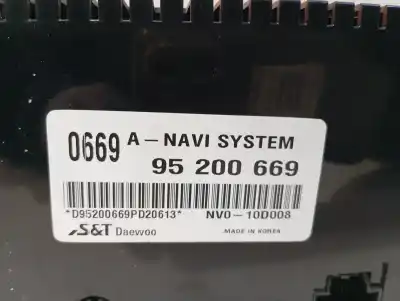 0669 A-NAVI SYSTEM
95 200 669
*D95200669PD20613* NV0-10D008
S&T Daewoo MADE IN KOREA